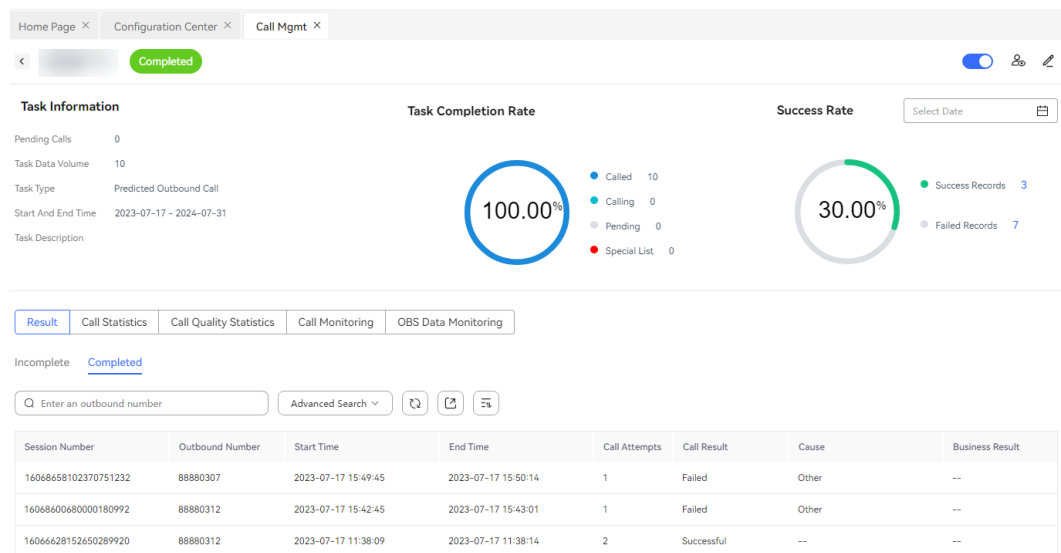 Home Page × Configuration Center × Call Mgmt ×
Completed
Task Information
Task Completion Rate
Success Rate
Select Date
Pending Calls 0
Task Data Volume 10
Task Type Predicted Outbound Call
Start And End Time 2023-07-17 - 2024-07-31
Task Description
100.00%
Called 10
Calling 0
Pending 0
Special List 0
30.00%
Success Records 3
Failed Records 7
Result Call Statistics Call Quality Statistics Call Monitoring OBS Data Monitoring
Incomplete Completed
Enter an outbound number Advanced Search
Session Number Outbound Number Start Time End Time Call Attempts Call Result Cause Business Result
16068658102370751232 88880307 2023-07-17 15:49:45 2023-07-17 15:50:14 1 Failed Other --
16068600680000180992 88880312 2023-07-17 15:42:45 2023-07-17 15:43:01 1 Failed Other --
16066628152650289920 88880312 2023-07-17 11:38:09 2023-07-17 11:38:14 2 Successful -- --